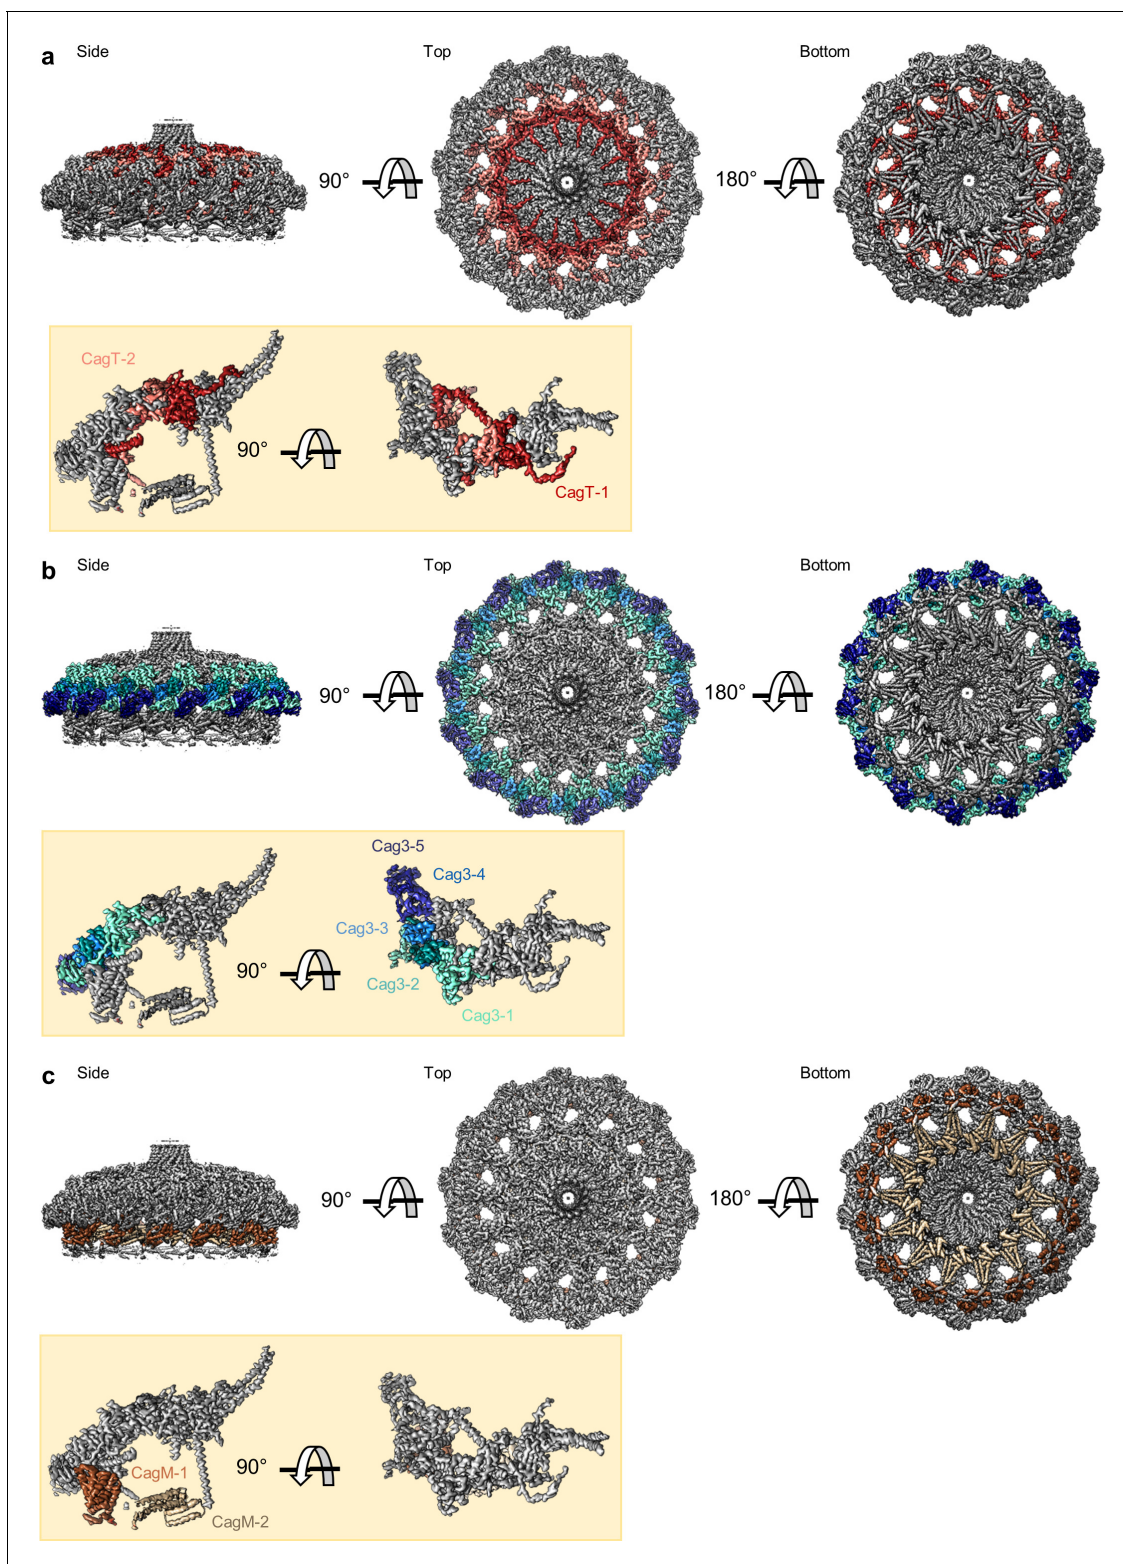 a
Side
Top
Bottom
90°
180°
CagT-2
90°
CagT-1
b
Side
Top
Bottom
90°
180°
Cag3-5
Cag3-4
Cag3-3
90°
Cag3-2
Cag3-1
c
Side
Top
Bottom
90°
180°
CagM-1
90°
CagM-2